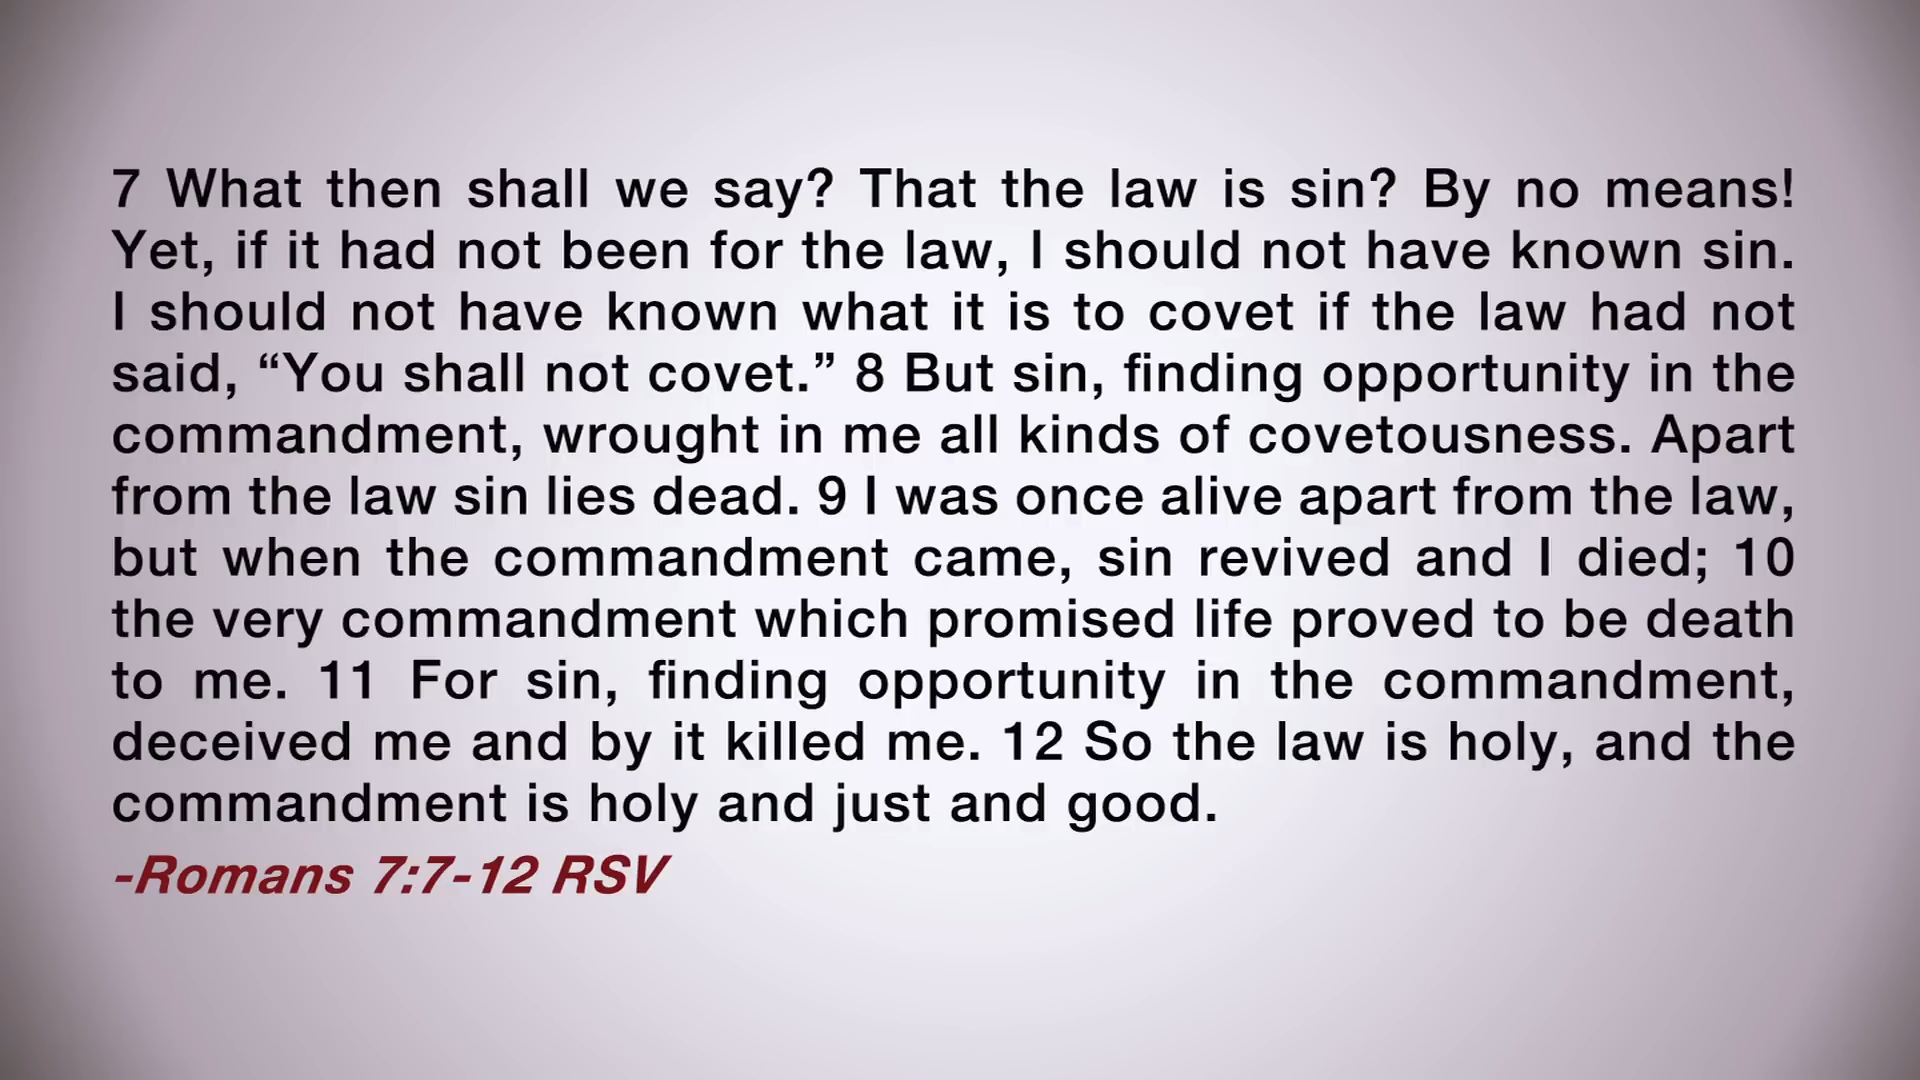 7 What then shall we say? That the law is sin? By no means!
Yet, if it had not been for the law, I should not have known sin.
I should not have known what it is to covet if the law had not
said, “You shall not covet.” 8 But sin, finding opportunity in the
commandment, wrought in me all kinds of covetousness. Apart
from the law sin lies dead. 9 I was once alive apart from the law,
but when the commandment came, sin revived and I died; 10
the very commandment which promised life proved to be death
to me. 11 For sin, finding opportunity in the commandment,
deceived me and by it killed me. 12 So the law is holy, and the
commandment is holy and just and good.
-Romans 7:7-12 RSV